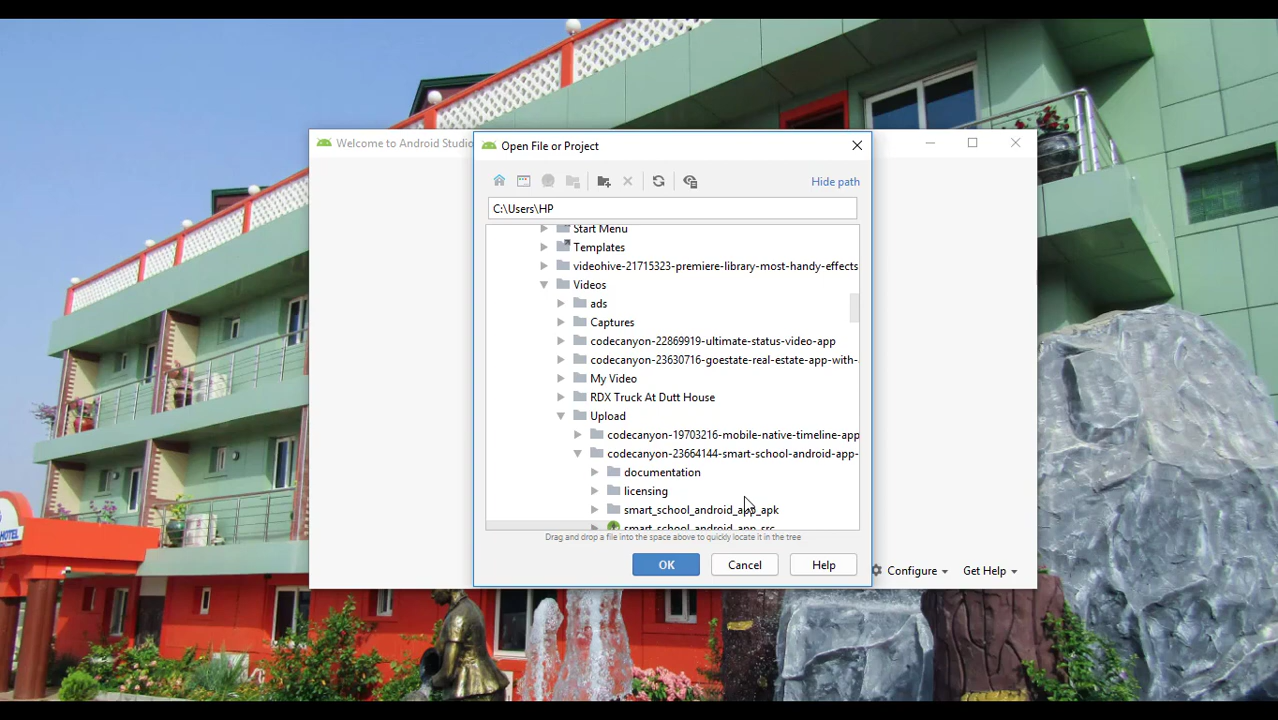 Welcome to Android Studio
Open File or Project
Hide path
C:\Users\HP
Start Menu
Templates
videohive-21715323-premiere-library-most-handy-effects
Videos
ads
Captures
codecanyon-22869919-ultimate-status-video-app
codecanyon-23630716-goestate-real-estate-app-with-
My Video
RDX Truck At Dutt House
Upload
codecanyon-19703216-mobile-native-timeline-app
codecanyon-23664144-smart-school-android-app-
documentation
licensing
smart_school_android_app_apk
smart_school_android_app_src
Drag and drop a file into the space above to quickly locate it in the tree
OK
Cancel
Help
Configure
Get Help